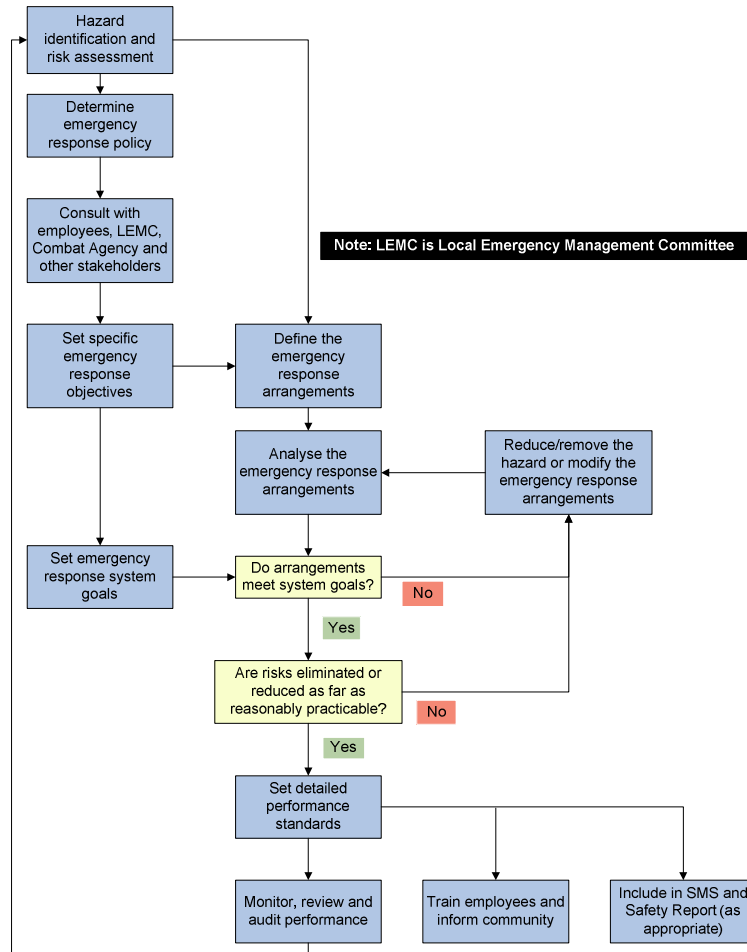 Hazard
identification and
risk assessment
Determine
emergency
response policy
Consult with
employees, LEMC,
Combat Agency and
other stakeholders
Note: LEMC is Local Emergency Management Committee
Set specific
emergency
response
objectives
Define the
emergency
response
arrangements
Analyse the
emergency response
arrangements
Reduce/remove the
hazard or modify the
emergency response
arrangements
Set emergency
response system
goals
Do arrangements
meet system goals?
No
Yes
Are risks eliminated or
reduced as far as
reasonably practicable?
No
Yes
Set detailed
performance
standards
Monitor, review and
audit performance
Train employees and
inform community
Include in SMS and
Safety Report (as
appropriate)